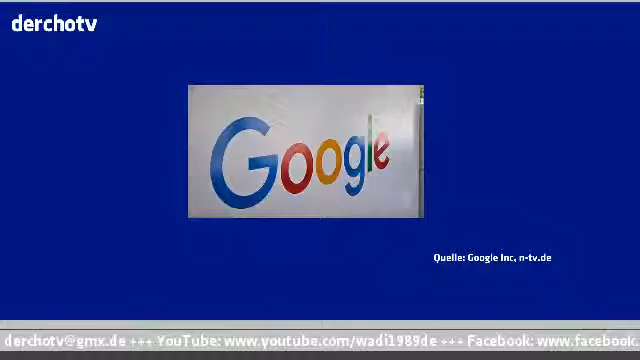 derchotv
Google
Quelle: Google Inc, n-tv.de
derchotv@gmx.de +++ YouTube: www.youtube.com/wadi1989de +++ Facebook: www.facebook.